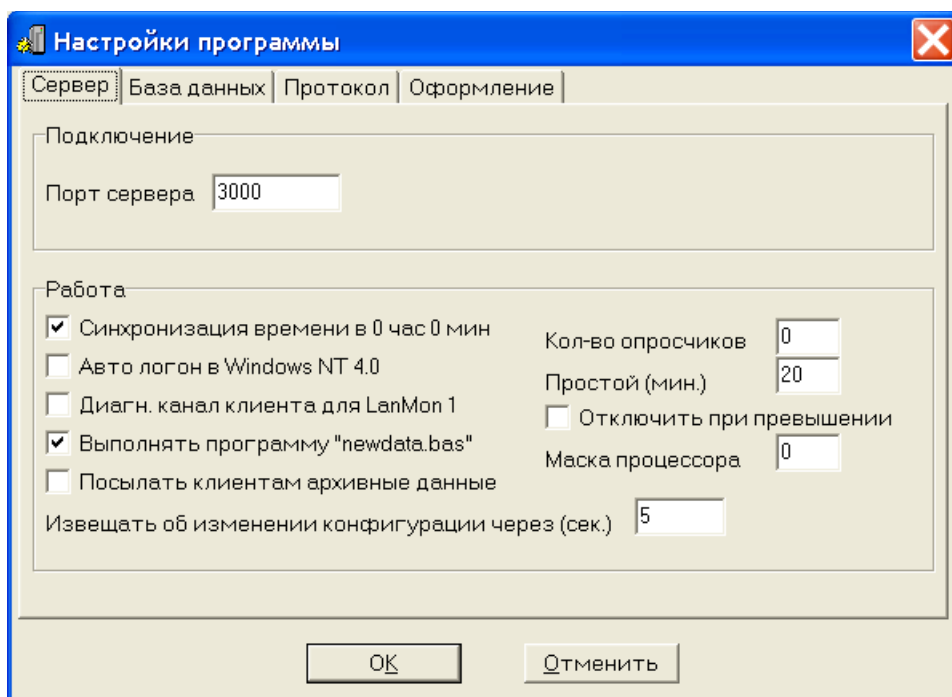 Настройки программы
Сервер База данных Протокол Оформление
Подключение
Порт сервера 3000
Работа
Синхронизация времени в 0 час 0 мин
Авто логон в Windows NT 4.0
Диагн. канал клиента для LanMon 1
Выполнять программу "newdata.bas"
Посылать клиентам архивные данные
Кол-во опросчиков 0
Простой (мин.) 20
Отключить при превышении
Маска процессора 0
Извещать об изменении конфигурации через (сек.) 5
OK Отменить